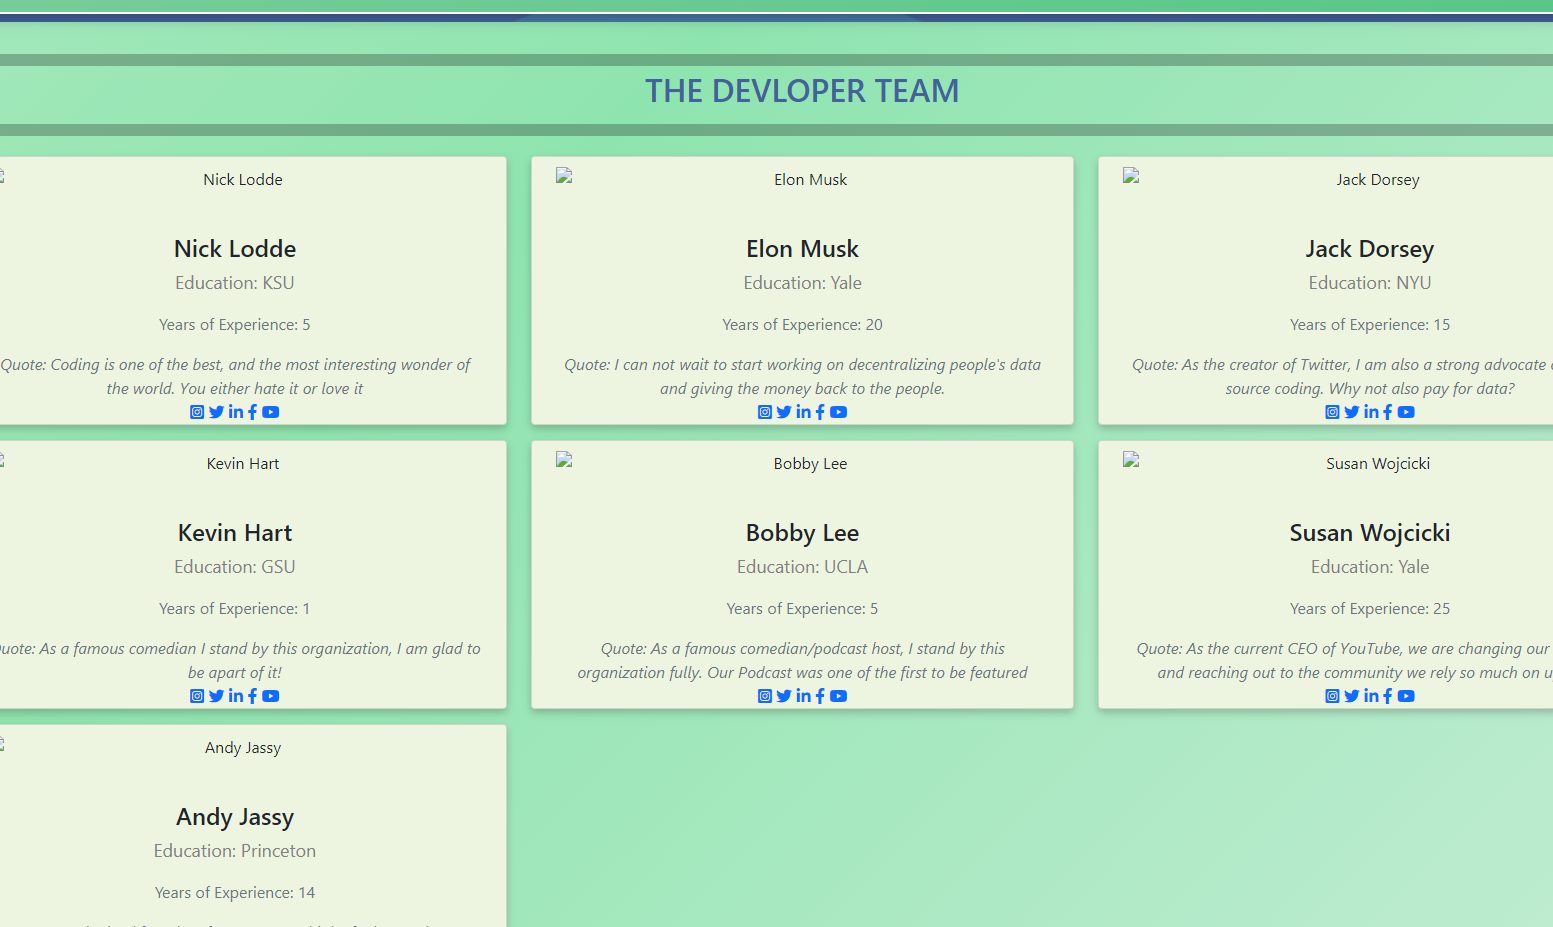 THE DEVLOPER TEAM
Nick Lodde
Nick Lodde
Education: KSU
Years of Experience: 5
Quote: Coding is one of the best, and the most interesting wonder of
the world. You either hate it or love it
Elon Musk
Elon Musk
Education: Yale
Years of Experience: 20
Quote: I can not wait to start working on decentralizing people's data
and giving the money back to the people.
Jack Dorsey
Jack Dorsey
Education: NYU
Years of Experience: 15
Quote: As the creator of Twitter, I am also a strong advocate
source coding. Why not also pay for data?
Kevin Hart
Kevin Hart
Education: GSU
Years of Experience: 1
Quote: As a famous comedian I stand by this organization, I am glad to
be apart of it!
Bobby Lee
Bobby Lee
Education: UCLA
Years of Experience: 5
Quote: As a famous comedian/podcast host, I stand by this
organization fully. Our Podcast was one of the first to be featured
Susan Wojcicki
Susan Wojcicki
Education: Yale
Years of Experience: 25
Quote: As the current CEO of YouTube, we are changing our
and reaching out to the community we rely so much on
Andy Jassy
Andy Jassy
Education: Princeton
Years of Experience: 14